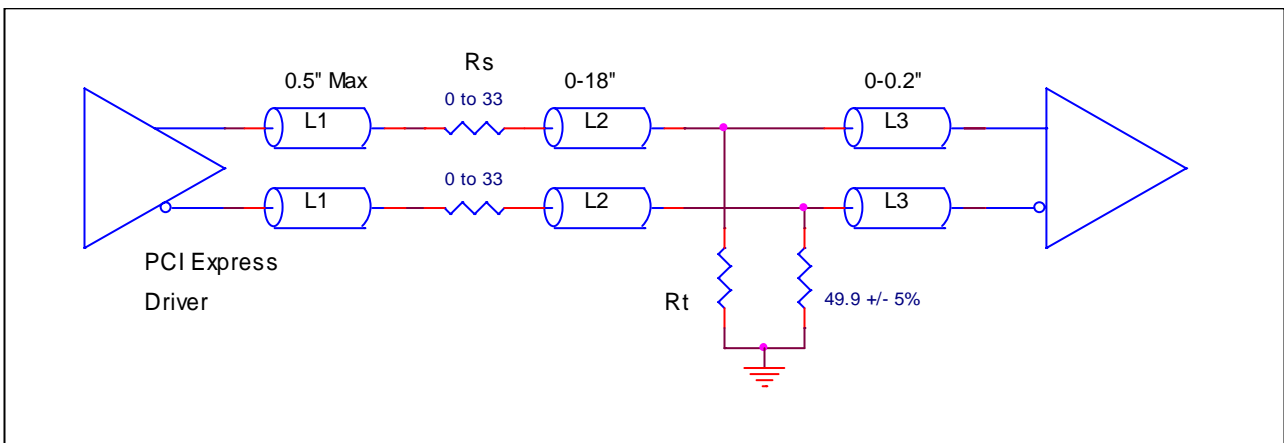 Rs
0.5" Max
0-18"
0-0.2"
0 to 33
L1
L2
L3
0 to 33
L1
L2
L3
PCI Express
Driver
Rt
49.9 +/- 5%